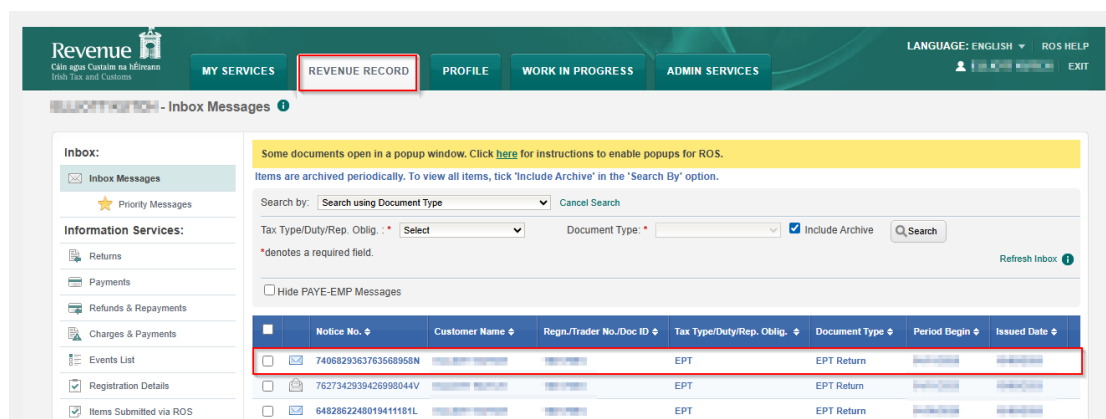 Revenue
Cáin agus Custaim na hÉireann
Irish Tax and Customs
MY SERVICES
REVENUE RECORD
PROFILE
WORK IN PROGRESS
ADMIN SERVICES
LANGUAGE: ENGLISH
ROS HELP
EXIT
- Inbox Messages
Inbox:
Inbox Messages
Priority Messages
Information Services:
Returns
Payments
Refunds & Repayments
Charges & Payments
Events List
Registration Details
Items Submitted via ROS
Some documents open in a popup window. Click here for instructions to enable popups for ROS.
Items are archived periodically. To view all items, tick 'Include Archive' in the 'Search By' option.
Search by: Search using Document Type Cancel Search
Tax Type/Duty/Rep. Oblig. : * Select Document Type: * Include Archive Search
*denotes a required field.
Refresh Inbox
Hide PAYE-EMP Messages
Notice No. Customer Name Regn./Trader No./Doc ID Tax Type/Duty/Rep. Oblig. Document Type Period Begin Issued Date
7406829363763568958N EPT EPT Return
7627342939426998044V EPT EPT Return
6482862248019411181L EPT EPT Return